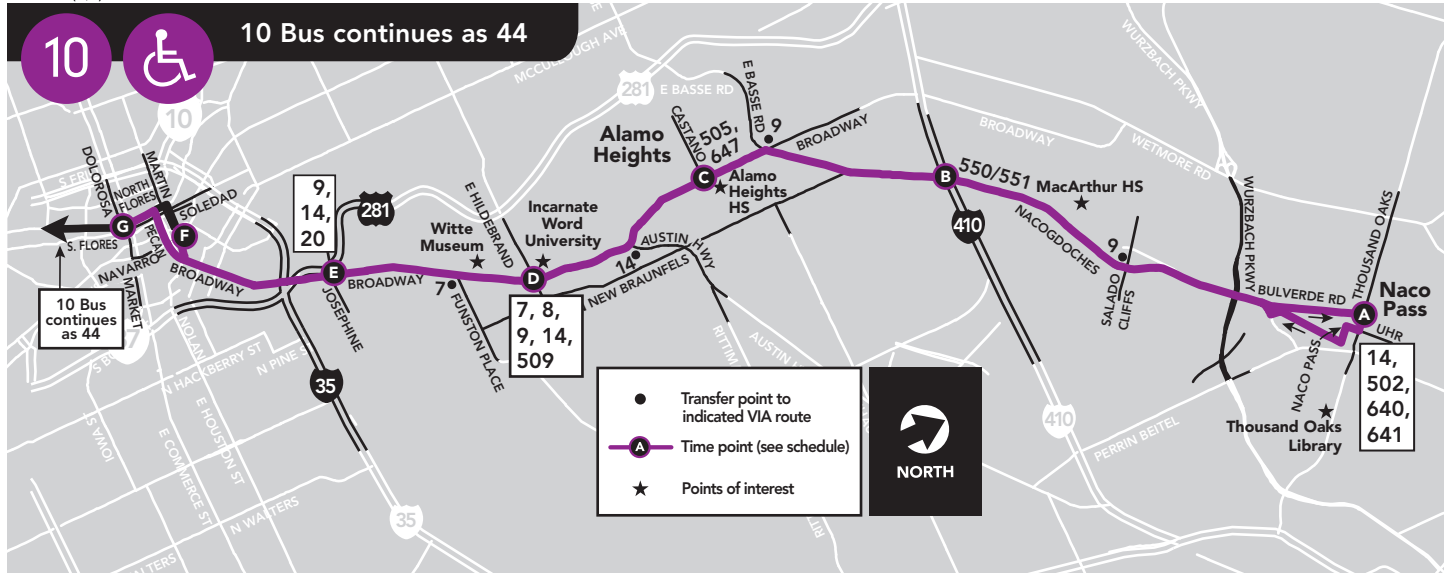 10
10 Bus continues as 44
10
DOLOROSA
MARTIN
NORTH
FLORES
SOLEDAD
G
F
S. FLORES
PECAN
NAVARRO
MARKET
BROADWAY
10 Bus
continues
as 44
NOLAN
N HACKBERRY ST
N PINE S
IOWA ST
E COMMERCE ST
E HOUSTON ST
N WALTERS
ALTERS
9,
14,
20
281
E
JOSEPHINE
BROADWAY
35
35
MCCULLOUGH AVE
281
E BASSE RD
Witte
Museum
7
FUNSTON PLACE
E HILDEBRAND
Incarnate
Word
University
D
7, 8,
9, 14,
509
14
AUSTIN HWY
NEW BRAUNFELS
RITTIM
AUSTIN
RITT
Alamo
Heights
CASTANO
505,
647
C
Alamo
Heights
HS
E BASSE RD
9
BROADWAY
B
410
410
550/551
MacArthur HS
NACOGDOCHES
9
SALADO
CLIFFS
BROADWAY
WETMORE RD
WURZBACH PKWY
WURZBACH PKWY
PERRIN BEITEL
BULVERDE RD
THOUSAND OAKS
Naco
Pass
A
UHR
NACO PASS
14,
502,
640,
641
Thousand Oaks
Library
Transfer point to
indicated VIA route
A
Time point (see schedule)
Points of interest
NORTH